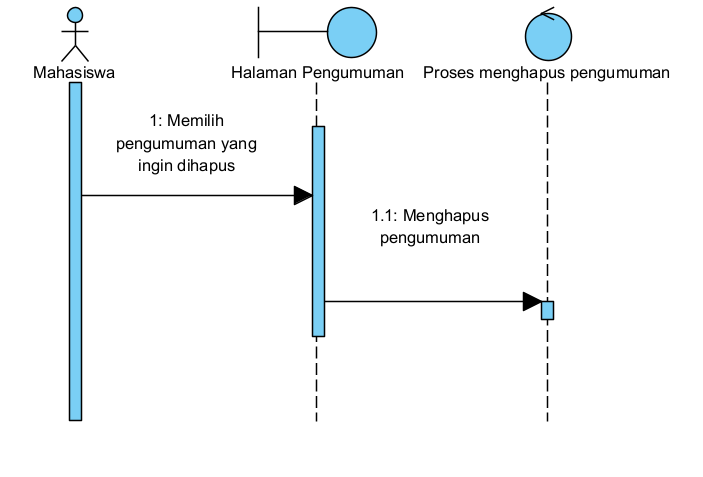 Mahasiswa
Halaman Pengumuman
Proses menghapus pengumuman
1: Memilih
pengumuman yang
ingin dihapus
1.1: Menghapus
pengumuman